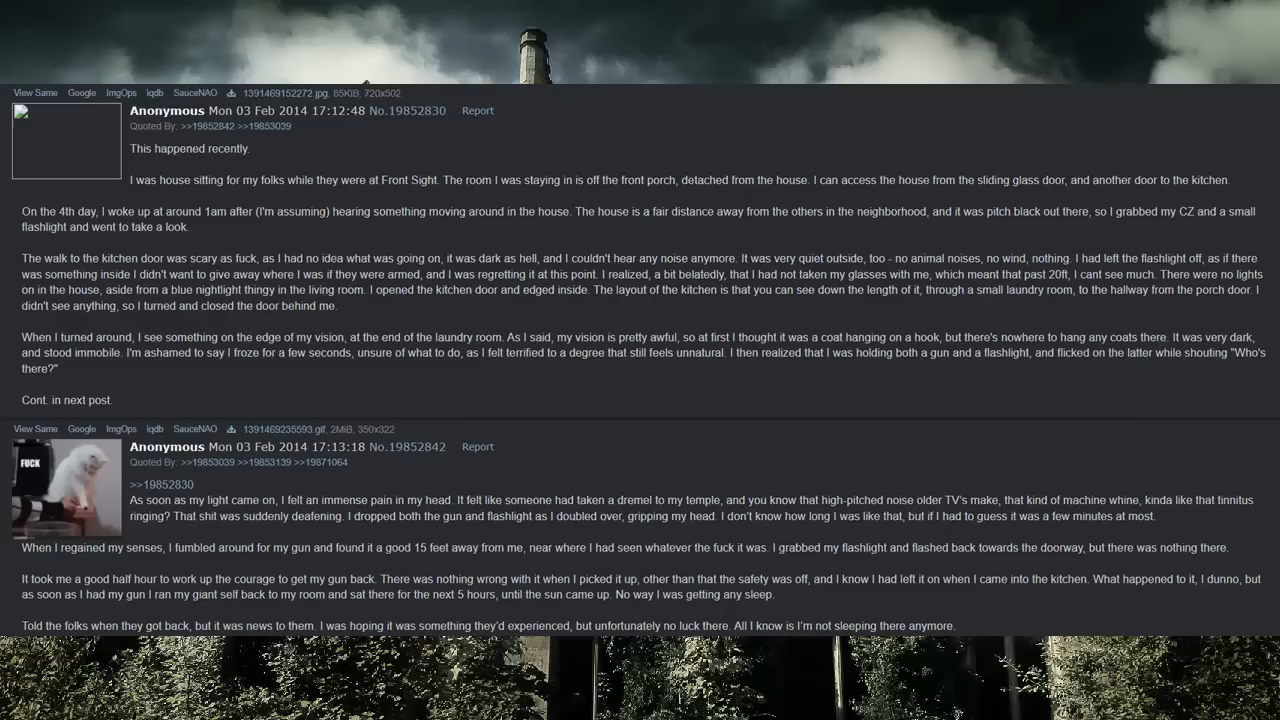 View Same Google ImgOps iqdb SauceNAO 1391469152272.jpg, 85KiB, 720x502
Anonymous Mon 03 Feb 2014 17:12:48 No.19852830 Report
Quoted By: >>19852842 >>19853039
This happened recently.
I was house sitting for my folks while they were at Front Sight. The room I was staying in is off the front porch, detached from the house. I can access the house from the sliding glass door, and another door to the kitchen.
On the 4th day, I woke up at around 1am after (I'm assuming) hearing something moving around in the house. The house is a fair distance away from the others in the neighborhood, and it was pitch black out there, so I grabbed my CZ and a small
flashlight and went to take a look.
The walk to the kitchen door was scary as fuck, as I had no idea what was going on, it was dark as hell, and I couldn't hear any noise anymore. It was very quiet outside, too - no animal noises, no wind, nothing. I had left the flashlight off, as if there
was something inside I didn't want to give away where I was if they were armed, and I was regretting it at this point. I realized, a bit belatedly, that I had not taken my glasses with me, which meant that past 20ft, I cant see much. There were no lights
on in the house, aside from a blue nightlight thingy in the living room. I opened the kitchen door and edged inside. The layout of the kitchen is that you can see down the length of it, through a small laundry room, to the hallway from the porch door. I
didn't see anything, so I turned and closed the door behind me.
When I turned around, I see something on the edge of my vision, at the end of the laundry room. As I said, my vision is pretty awful, so at first I thought it was a coat hanging on a hook, but there's nowhere to hang any coats there. It was very dark,
and stood immobile. I'm ashamed to say I froze for a few seconds, unsure of what to do, as I felt terrified to a degree that still feels unnatural. I then realized that I was holding both a gun and a flashlight, and flicked on the latter while shouting "Who's
there?"
Cont. in next post.
View Same Google ImgOps iqdb SauceNAO 1391469235593.gif, 2MiB, 350x322
Anonymous Mon 03 Feb 2014 17:13:18 No.19852842 Report
Quoted By: >>19853039 >>19853139 >>19871064
FUCK
>>19852830
As soon as my light came on, I felt an immense pain in my head. It felt like someone had taken a dremel to my temple, and you know that high-pitched noise older TV's make, that kind of machine whine, kinda like that tinnitus
ringing? That shit was suddenly deafening. I dropped both the gun and flashlight as I doubled over, gripping my head. I don't know how long I was like that, but if I had to guess it was a few minutes at most.
When I regained my senses, I fumbled around for my gun and found it a good 15 feet away from me, near where I had seen whatever the fuck it was. I grabbed my flashlight and flashed back towards the doorway, but there was nothing there.
It took me a good half hour to work up the courage to get my gun back. There was nothing wrong with it when I picked it up, other than that the safety was off, and I know I had left it on when I came into the kitchen. What happened to it, I dunno, but
as soon as I had my gun I ran my giant self back to my room and sat there for the next 5 hours, until the sun came up. No way I was getting any sleep.
Told the folks when they got back, but it was news to them. I was hoping it was something they'd experienced, but unfortunately no luck there. All I know is I'm not sleeping there anymore.